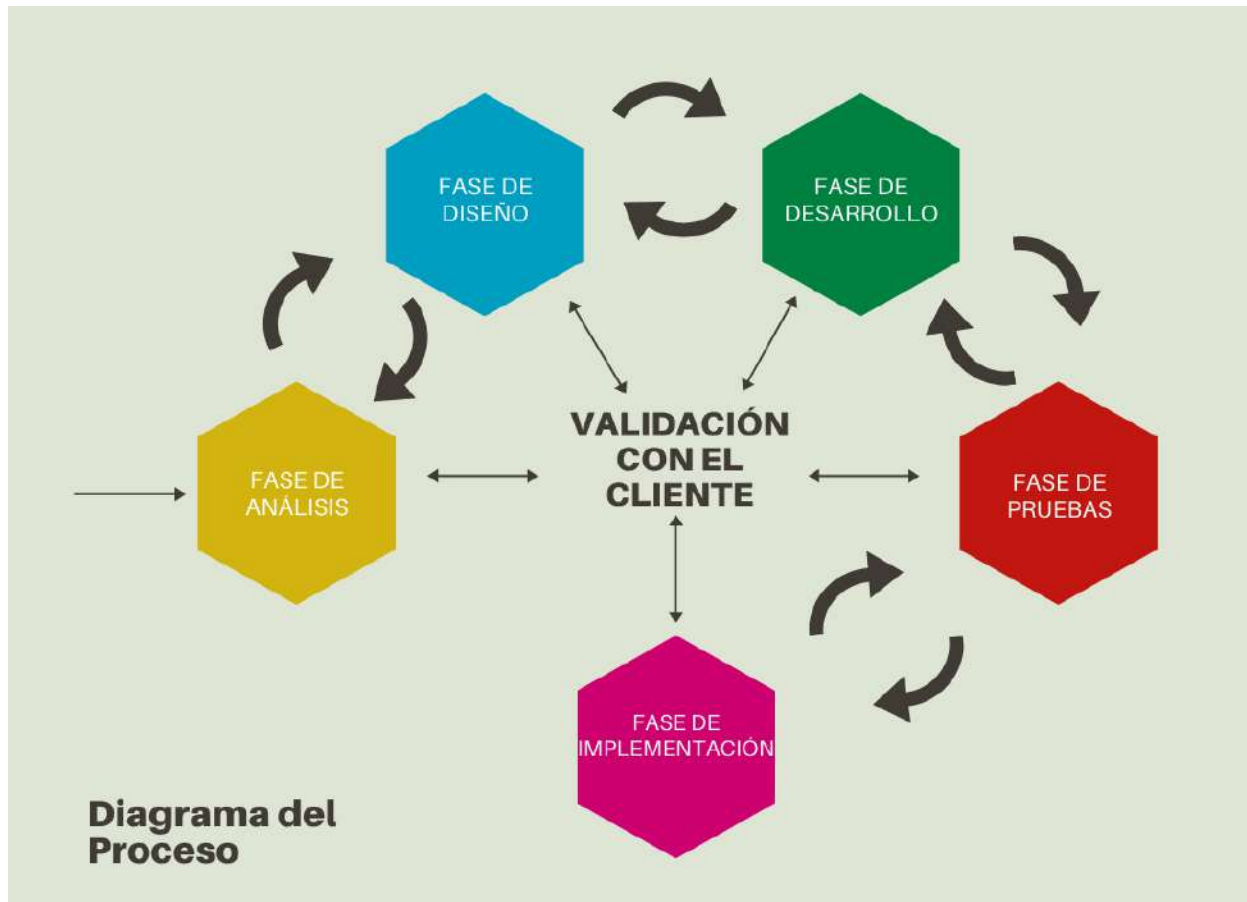 FASE DE
DISEÑO
FASE DE
DESARROLLO
VALIDACIÓN
CON EL
CLIENTE
FASE DE
ANÁLISIS
FASE DE
PRUEBAS
FASE DE
IMPLEMENTACIÓN
Diagrama del
Proceso